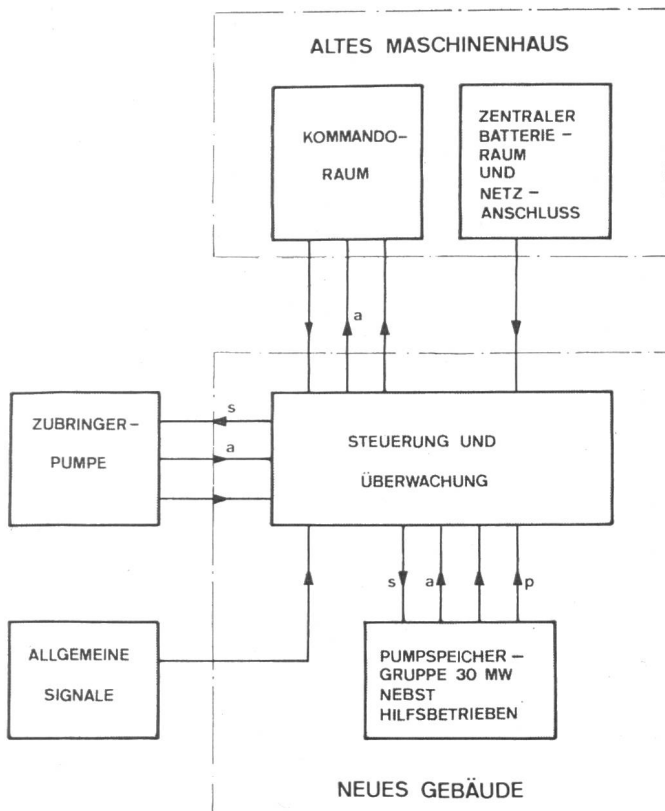 ALTES MASCHINENHAUS
KOMMANDO-
RAUM
ZENTRALER
BATTERIE-
RAUM
UND
NETZ-
ANSCHLUSS
a
ZUBRINGER-
PUMPE
s
a
STEUERUNG UND
ÜBERWACHUNG
s
a
p
ALLGEMEINE
SIGNALE
PUMPSPEICHER-
GRUPPE 30 MW
NEBST
HILFSBETRIEBEN
NEUES GEBÄUDE